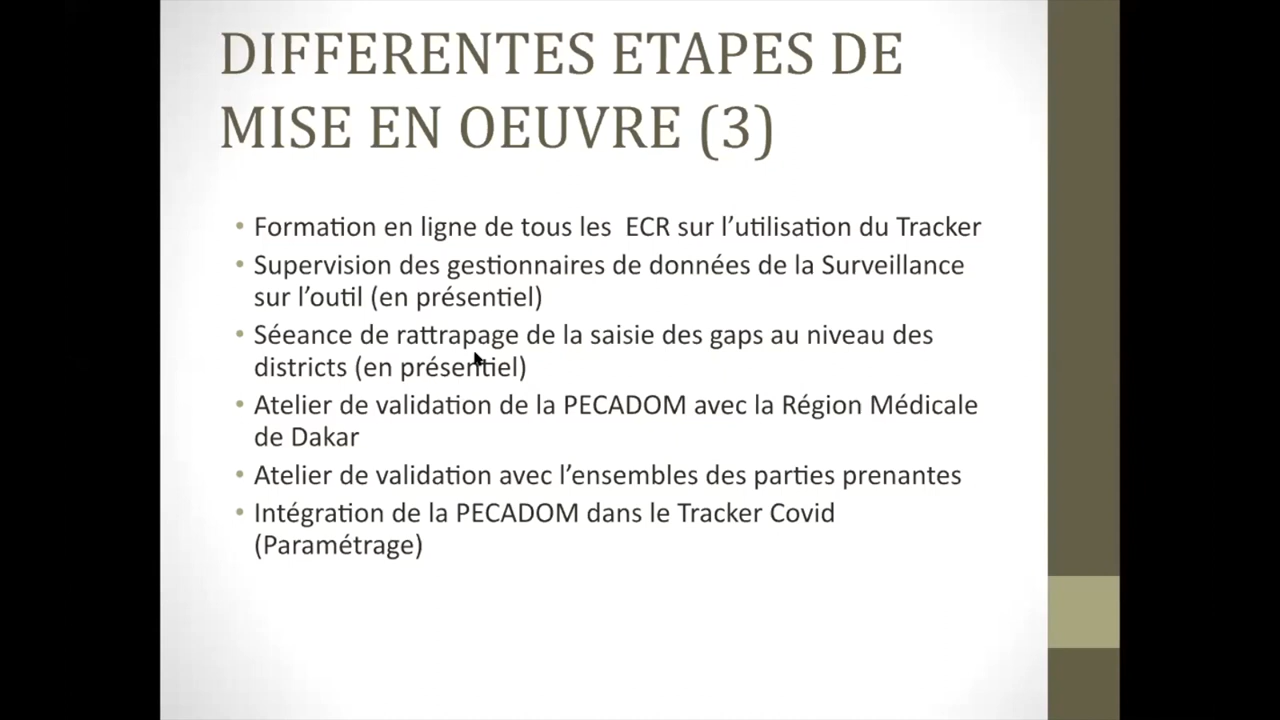 DIFFERENTES ETAPES DE
MISE EN OEUVRE (3)
• Formation en ligne de tous les  ECR sur l’utilisation du Tracker
• Supervision des gestionnaires de données de la Surveillance
sur l’outil (en présentiel)
• Séeance de rattrapage de la saisie des gaps au niveau des
districts (en présentiel)
• Atelier de validation de la PECADOM avec la Région Médicale
de Dakar
• Atelier de validation avec l’ensembles des parties prenantes
• Intégration de la PECADOM dans le Tracker Covid
(Paramétrage)